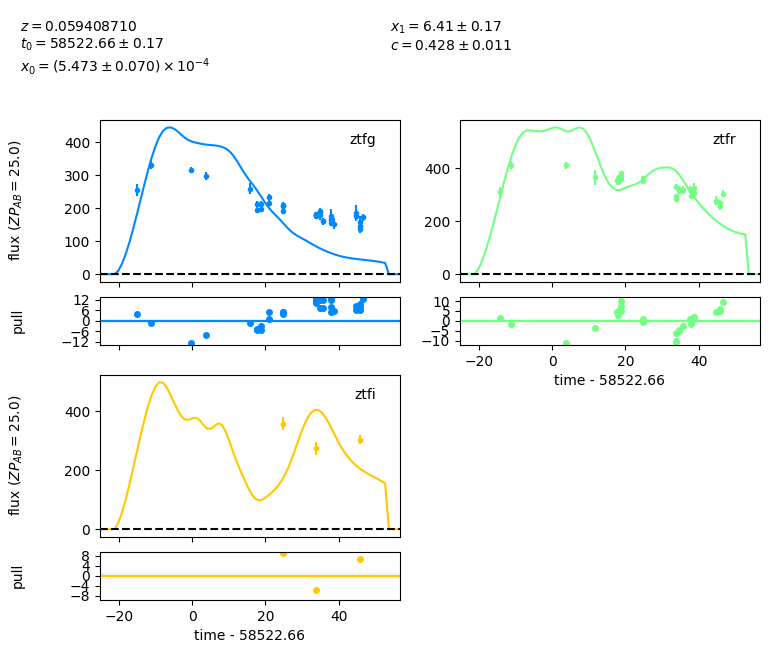 z = 0.059408710
t₀ = 58522.66 ± 0.17
x₀ = (5.473 ± 0.070) × 10⁻⁴
x₁ = 6.41 ± 0.17
c = 0.428 ± 0.011
ztfg
flux (ZP_AB = 25.0)
400
300
200
100
0
ztfr
400
200
0
pull
12
6
0
−6
−12
10
5
0
−5
−10
−20 0 20 40
time - 58522.66
ztfi
flux (ZP_AB = 25.0)
400
200
0
pull
8
4
0
−4
−8
−20 0 20 40
time - 58522.66